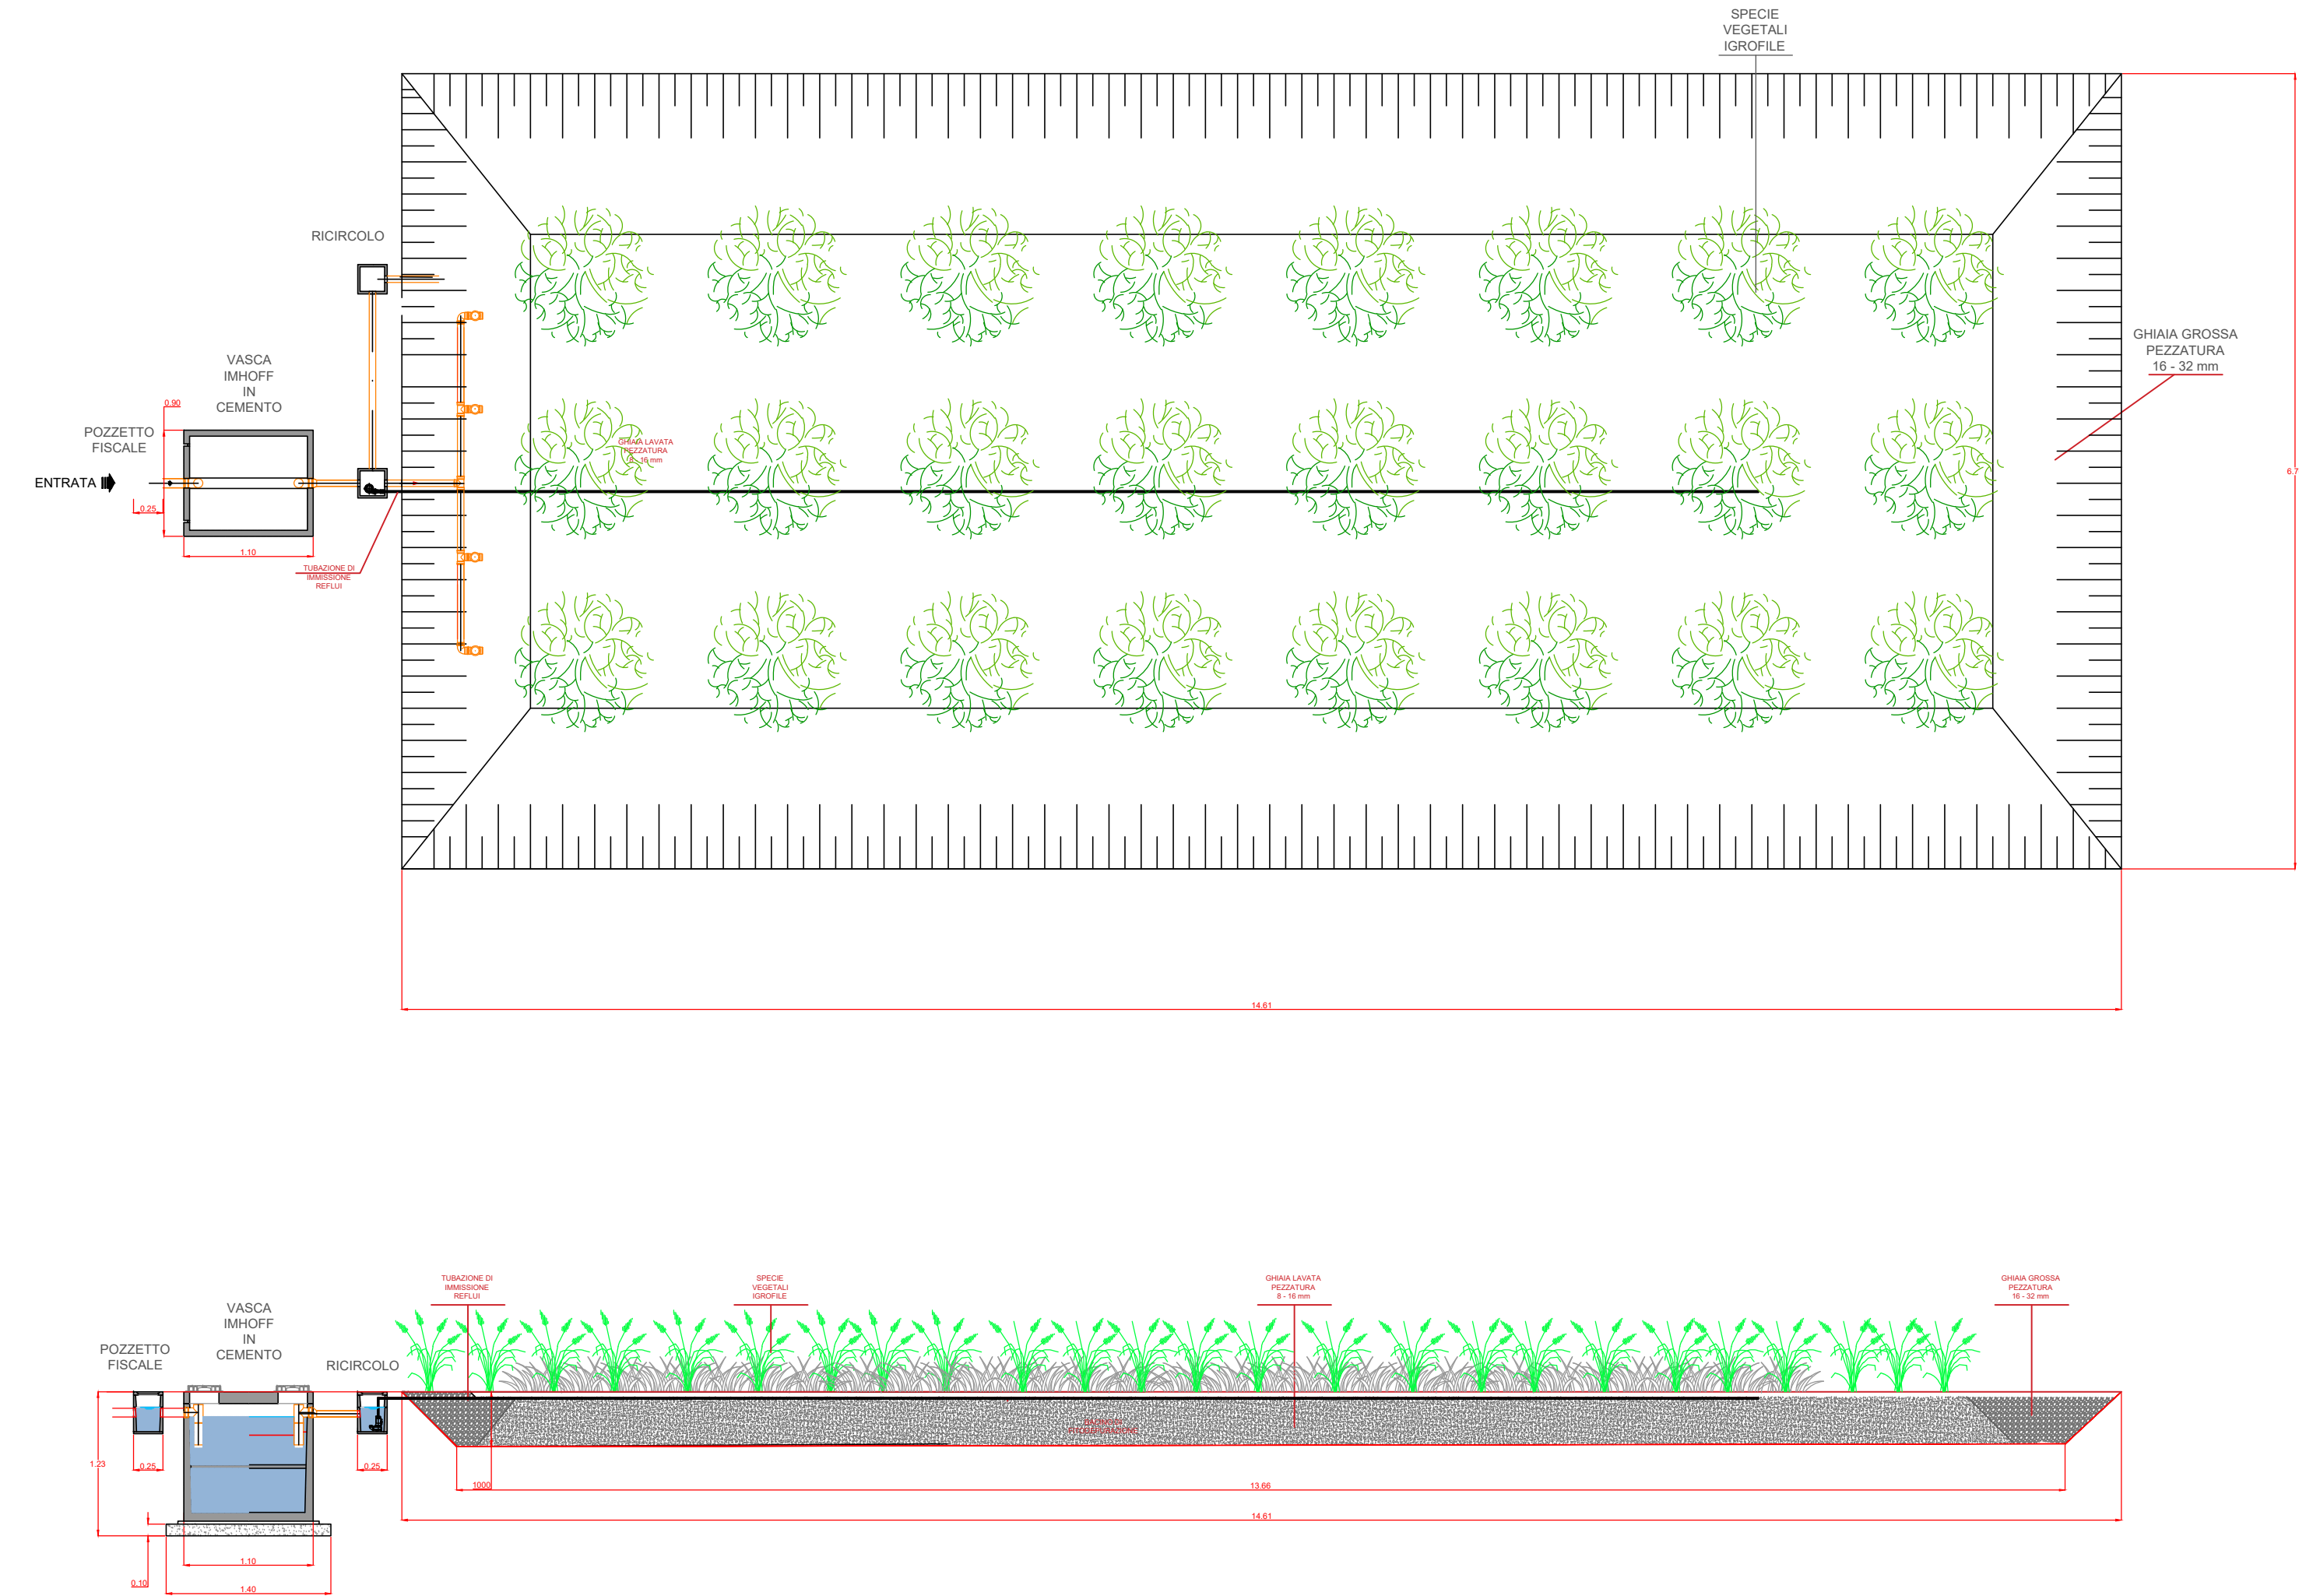 SPECIE
VEGETALI
IGROFILE
RICIRCOLO
GHIAIA GROSSA
PEZZATURA
16 - 32 mm
VASCA
IMHOFF
IN
CEMENTO
0.90
POZZETTO
FISCALE
GHIAIA LAVATA
PEZZATURA
8 - 16 mm
ENTRATA
6.7
0.25
1.10
TUBAZIONE DI
IMMISSIONE
REFLUI
14.61
TUBAZIONE DI
IMMISSIONE
REFLUI
SPECIE
VEGETALI
IGROFILE
GHIAIA LAVATA
PEZZATURA
8 - 16 mm
GHIAIA GROSSA
PEZZATURA
16 - 32 mm
VASCA
IMHOFF
IN
CEMENTO
POZZETTO
FISCALE
RICIRCOLO
1.23
0.25
0.25
1000
13.66
14.61
1.10
0.10
1.40